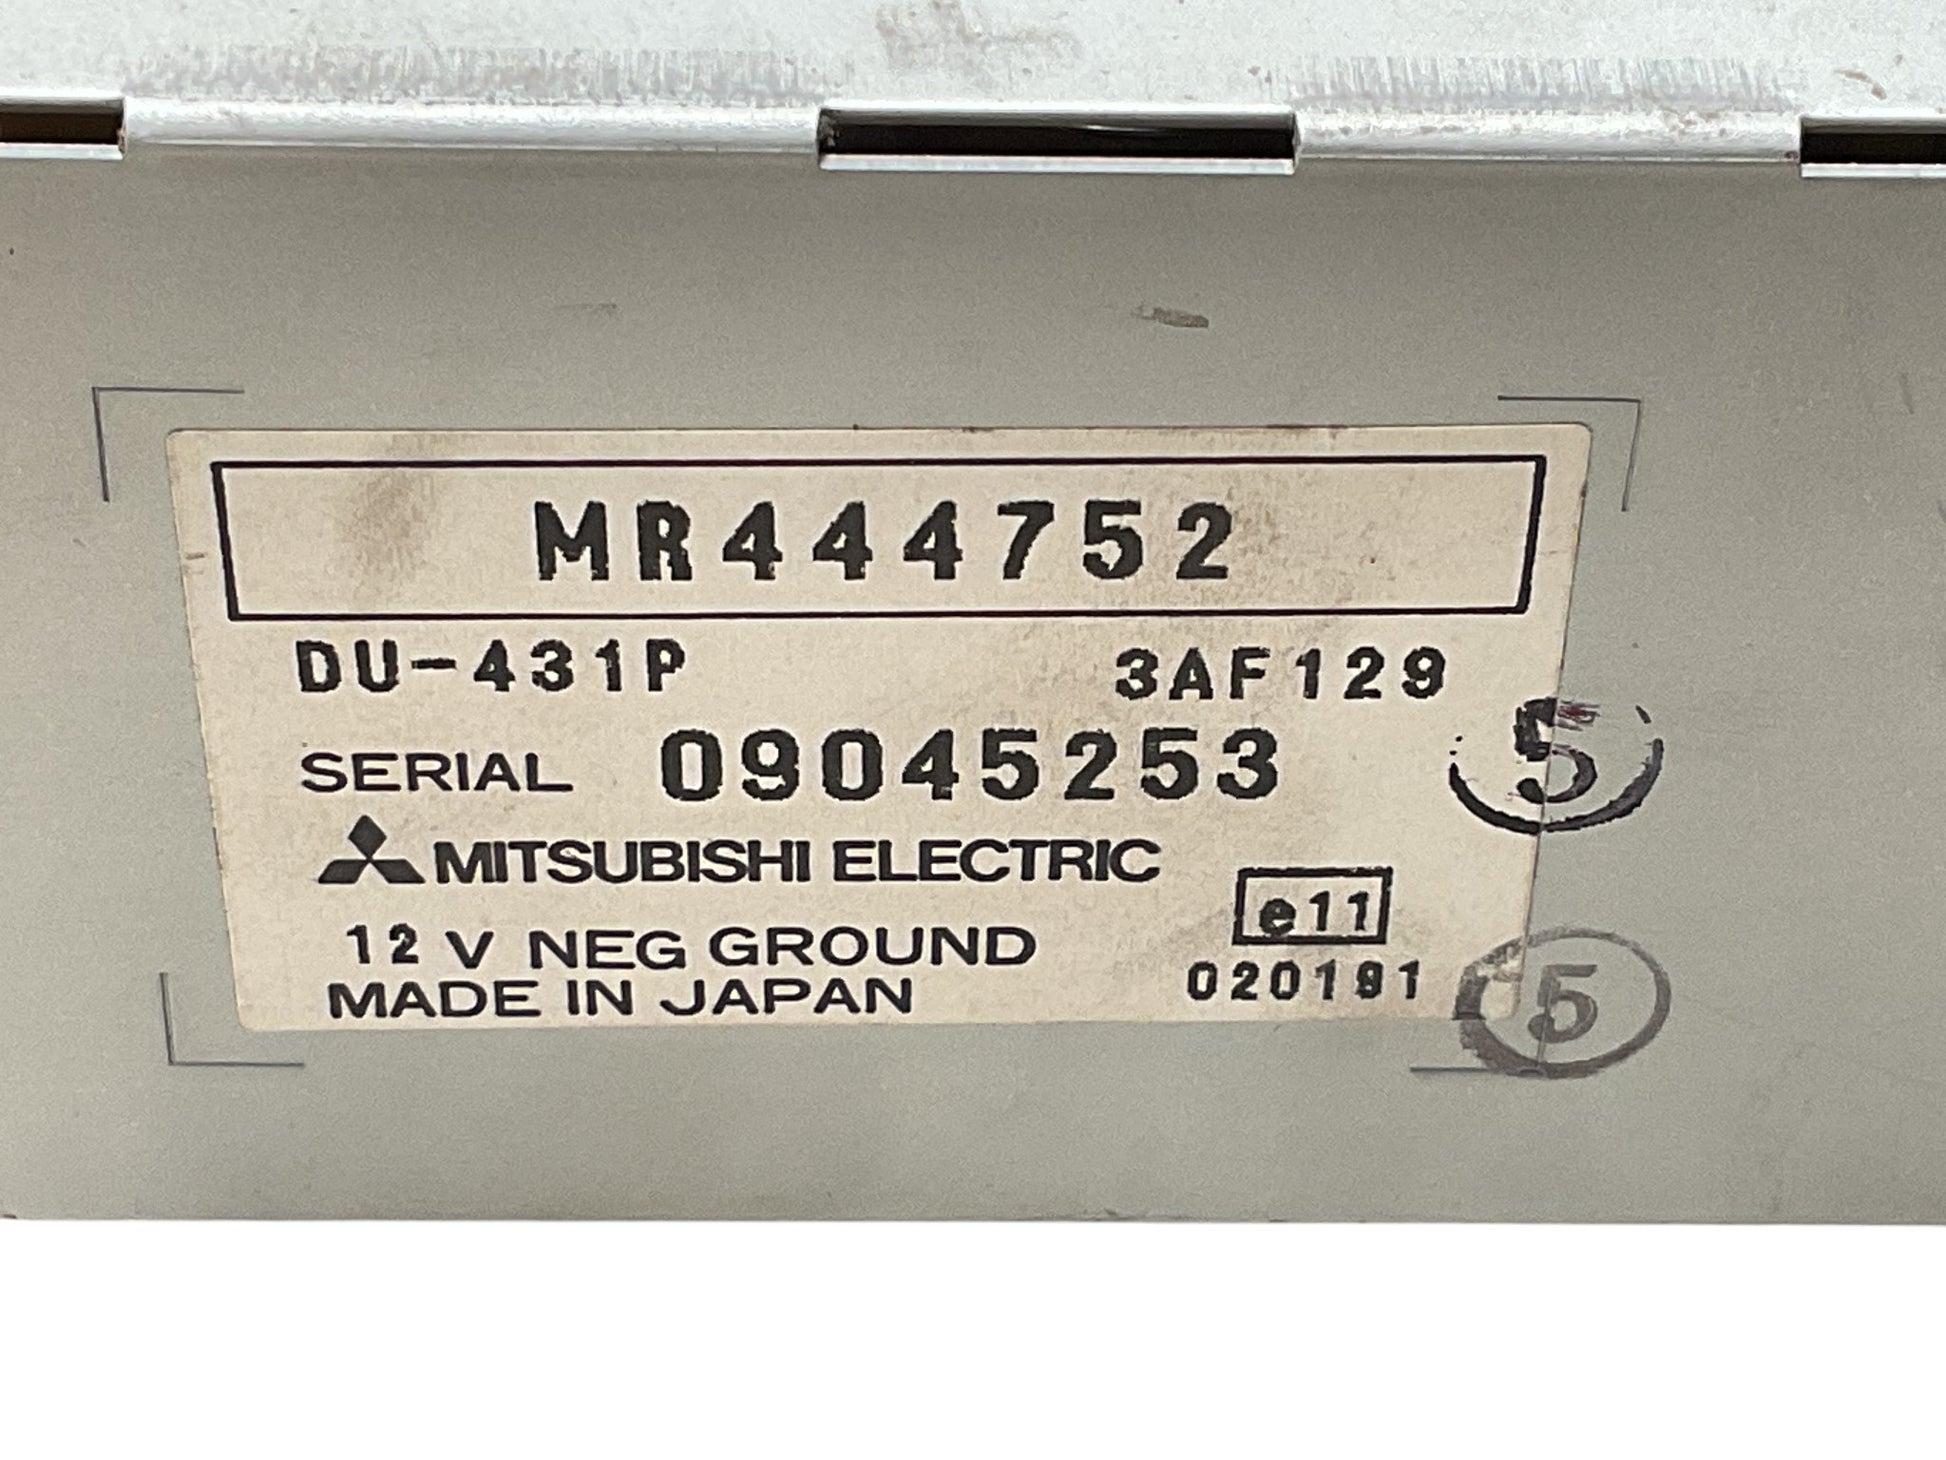 MR444752
DU-431P 3AF129
SERIAL 09045253
5
MITSUBISHI ELECTRIC
e11
12 V NEG GROUND
MADE IN JAPAN
020191
5